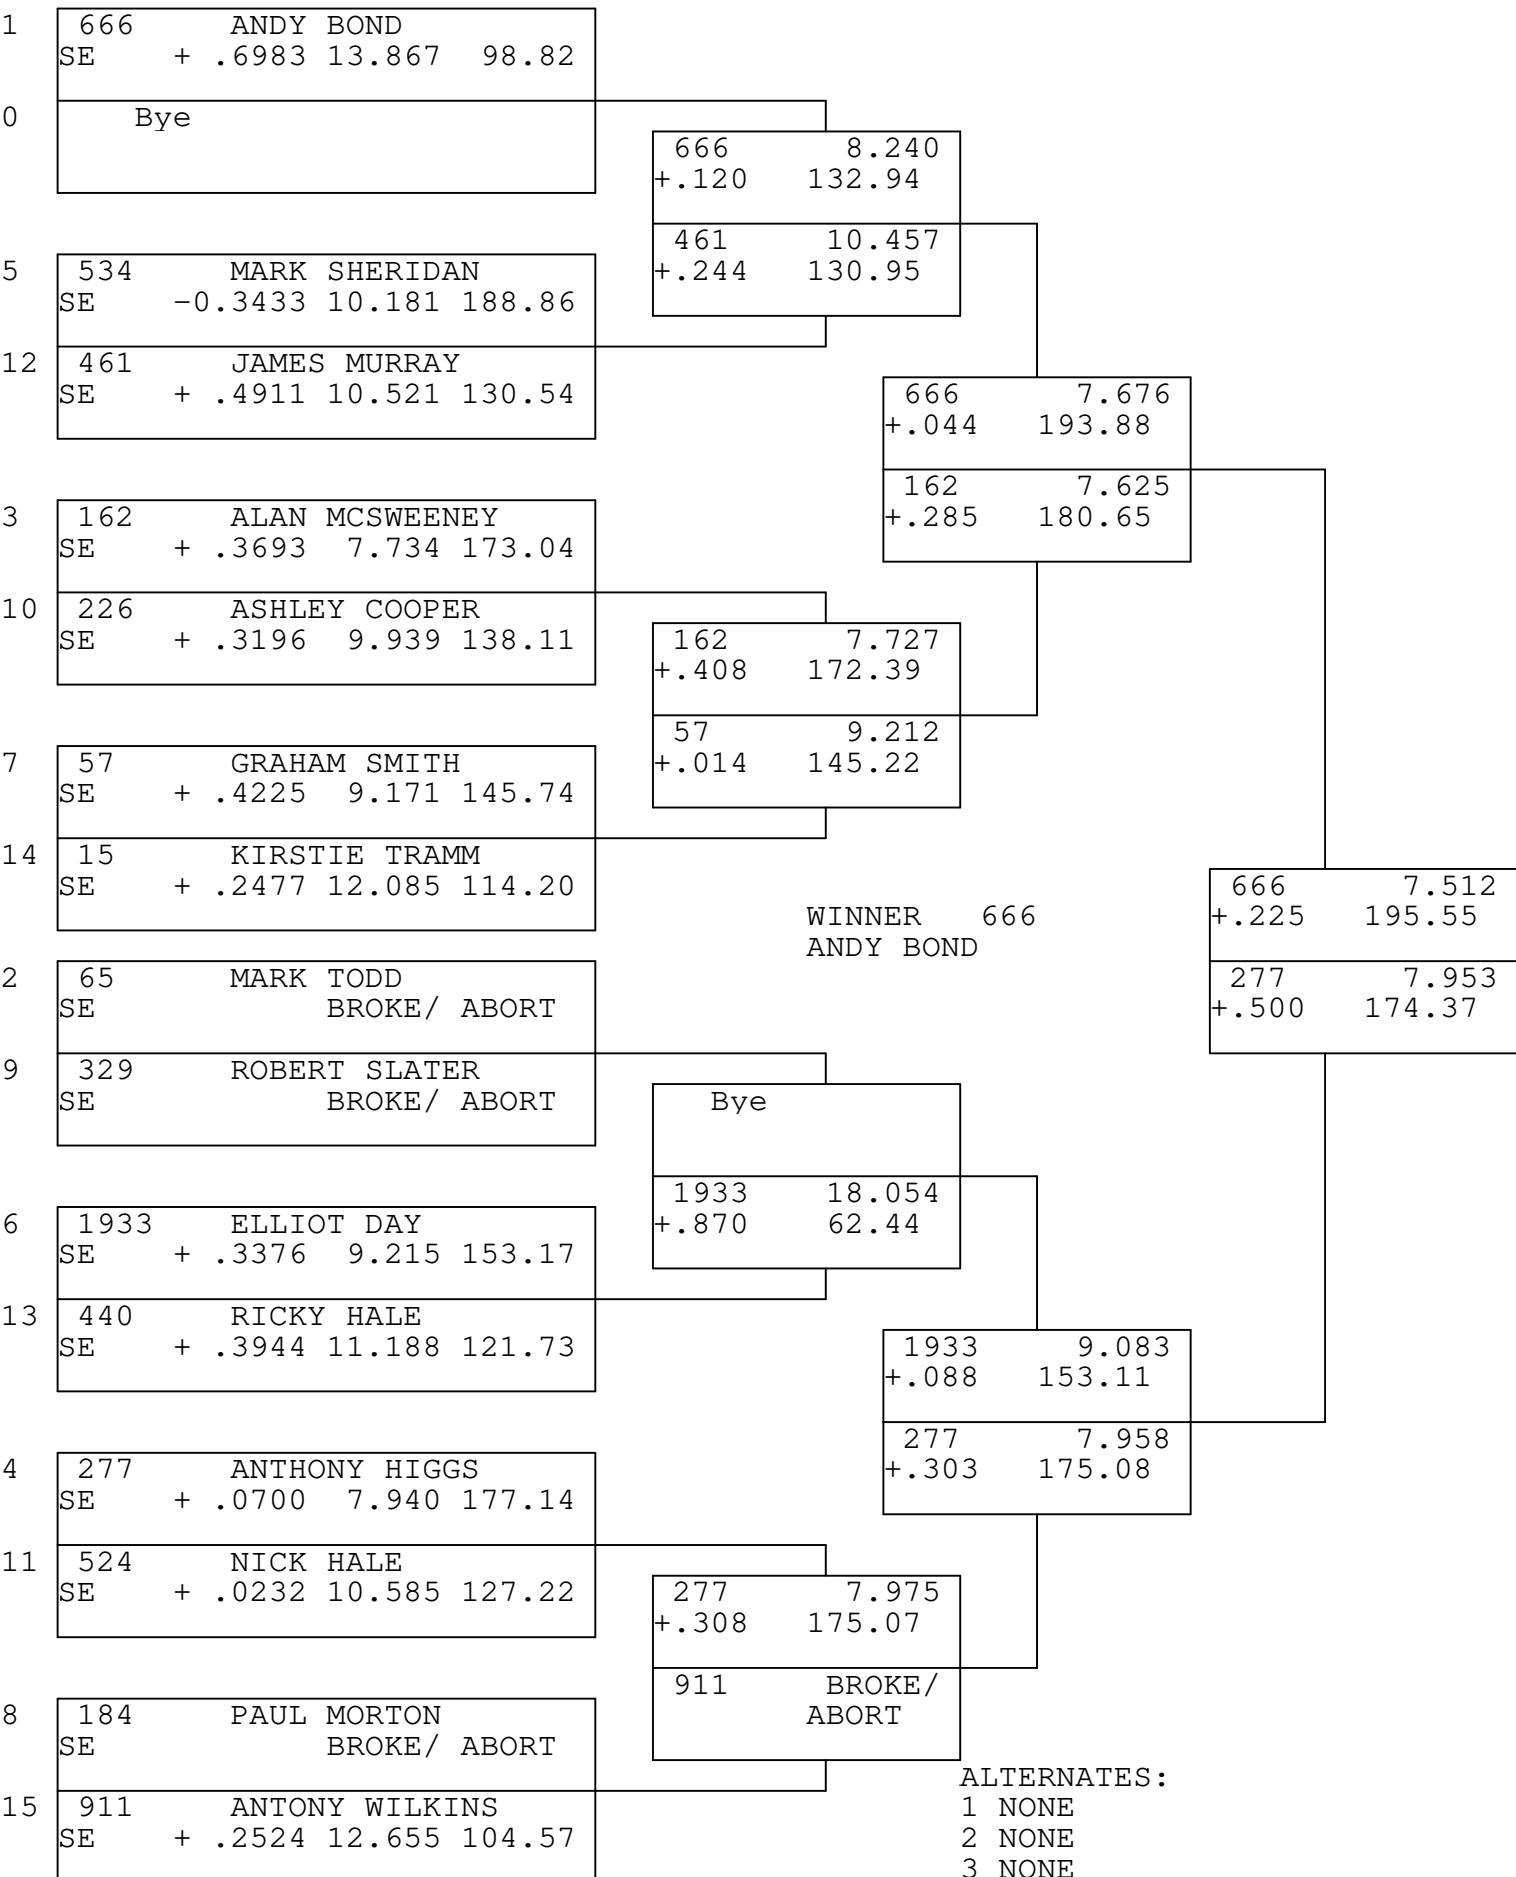 1 666 ANDY BOND
SE + .6983 13.867 98.82
0 Bye
5 534 MARK SHERIDAN
SE -0.3433 10.181 188.86
12 461 JAMES MURRAY
SE + .4911 10.521 130.54
3 162 ALAN MCSWEENEY
SE + .3693 7.734 173.04
10 226 ASHLEY COOPER
SE + .3196 9.939 138.11
7 57 GRAHAM SMITH
SE + .4225 9.171 145.74
14 15 KIRSTIE TRAMM
SE + .2477 12.085 114.20
2 65 MARK TODD
SE BROKE/ ABORT
9 329 ROBERT SLATER
SE BROKE/ ABORT
6 1933 ELLIOT DAY
SE + .3376 9.215 153.17
13 440 RICKY HALE
SE + .3944 11.188 121.73
4 277 ANTHONY HIGGS
SE + .0700 7.940 177.14
11 524 NICK HALE
SE + .0232 10.585 127.22
8 184 PAUL MORTON
SE BROKE/ ABORT
15 911 ANTONY WILKINS
SE + .2524 12.655 104.57
666 8.240
+.120 132.94
461 10.457
+.244 130.95
162 7.727
+.408 172.39
57 9.212
+.014 145.22
Bye
1933 18.054
+.870 62.44
277 7.975
+.308 175.07
911 BROKE/
ABORT
666 7.676
+.044 193.88
162 7.625
+.285 180.65
1933 9.083
+.088 153.11
277 7.958
+.303 175.08
666 7.512
+.225 195.55
277 7.953
+.500 174.37
WINNER 666
ANDY BOND
ALTERNATES:
1 NONE
2 NONE
3 NONE